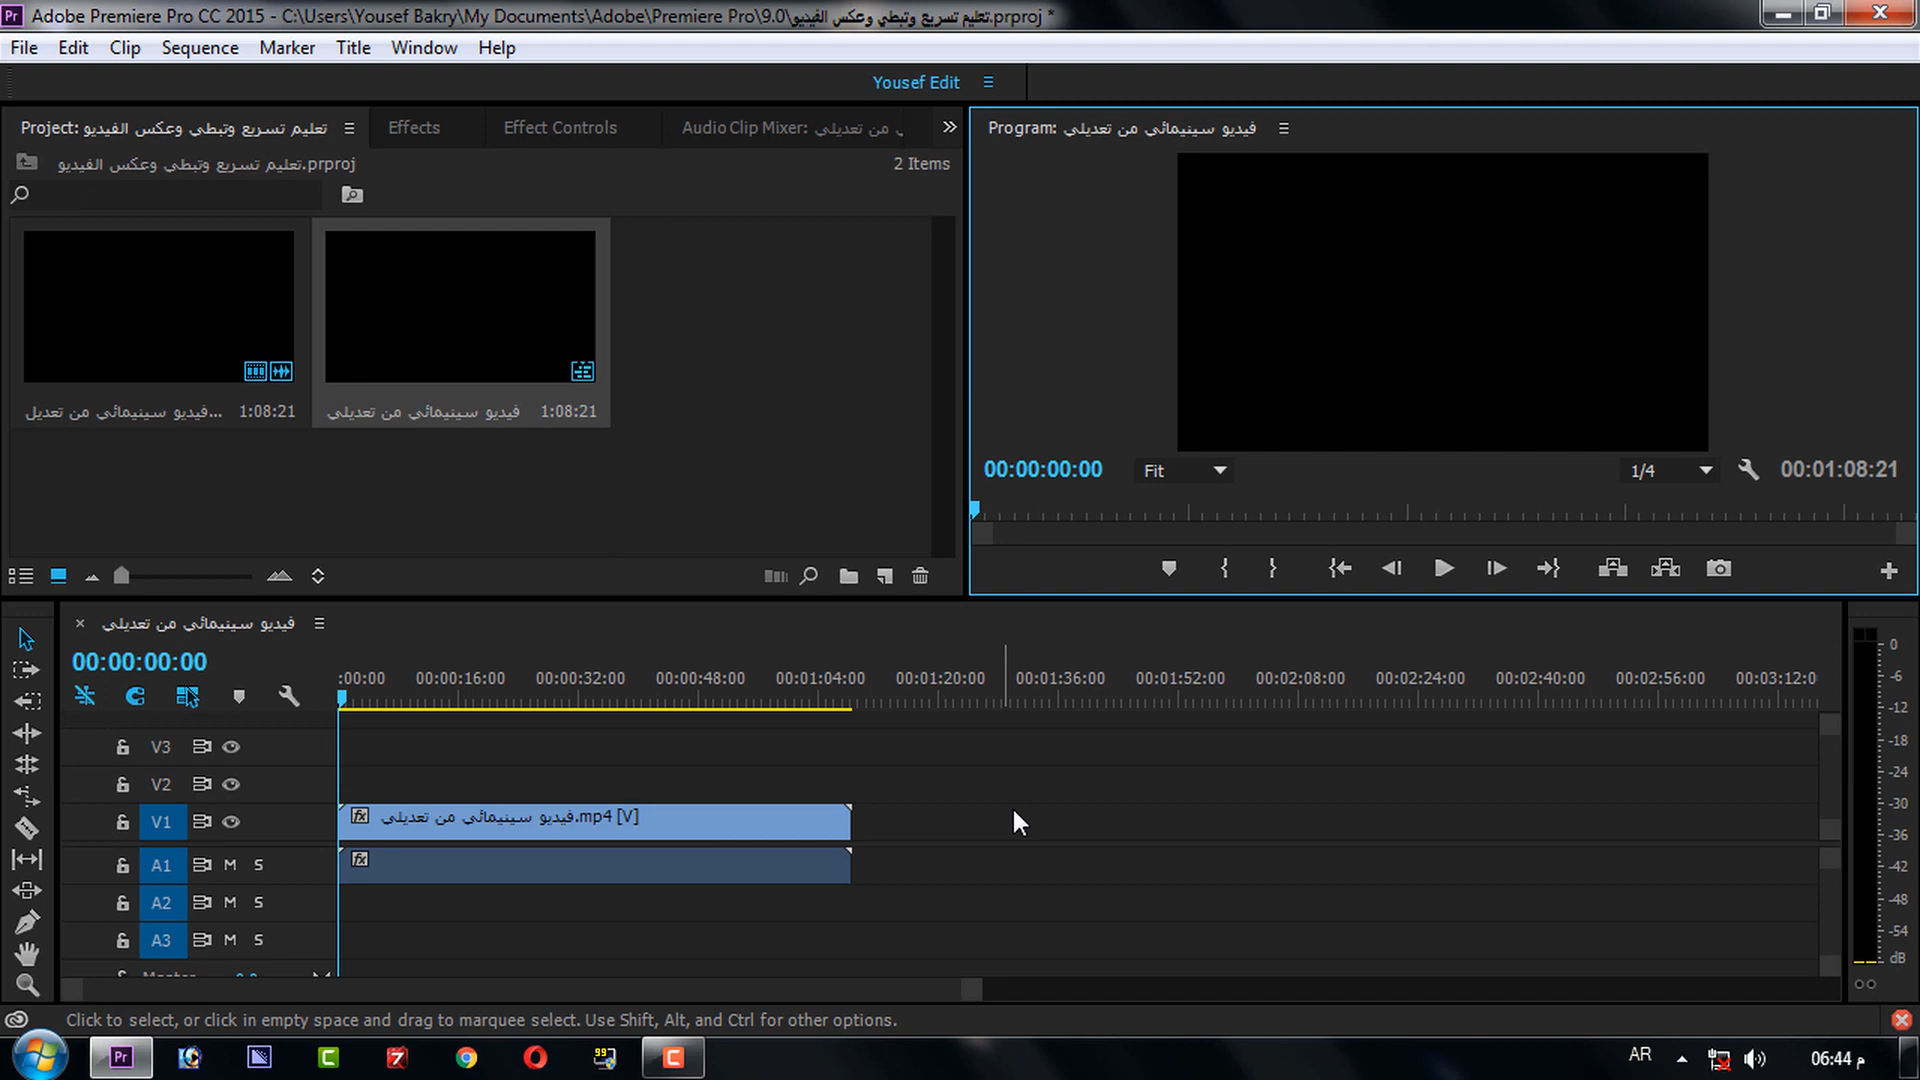 Adobe Premiere Pro CC 2015 - C:\Users\Yousef Bakry\My Documents\Adobe\Premiere Pro\9.0\تعليم تسريع وتبطي وعكس الفيديو.prproj *
File Edit Clip Sequence Marker Title Window Help
Yousef Edit
Project: تعليم تسريع وتبطي وعكس الفيديو Effects Effect Controls Audio Clip Mixer: من تعديلي
Program: فيديو سينيمائي من تعديلي
تعليم تسريع وتبطي وعكس الفيديو.prproj 2 Items
فيديو سينيمائي من تعديل... 1:08:21 فيديو سينيمائي من تعديلي 1:08:21
00:00:00:00 Fit 1/4 00:01:08:21
فيديو سينيمائي من تعديلي
00:00:00:00
:00:00 00:00:16:00 00:00:32:00 00:00:48:00 00:01:04:00 00:01:20:00 00:01:36:00 00:01:52:00 00:02:08:00 00:02:24:00 00:02:40:00 00:02:56:00 00:03:12:0
V3
V2
V1 fx فيديو سينيمائي من تعديلي.mp4 [V]
A1 M S fx
A2 M S
A3 M S
0
-6
-12
-18
-24
-30
-36
-42
-48
-54
dB
Click to select, or click in empty space and drag to marquee select. Use Shift, Alt, and Ctrl for other options.
Pr 99 AR 06:44 م